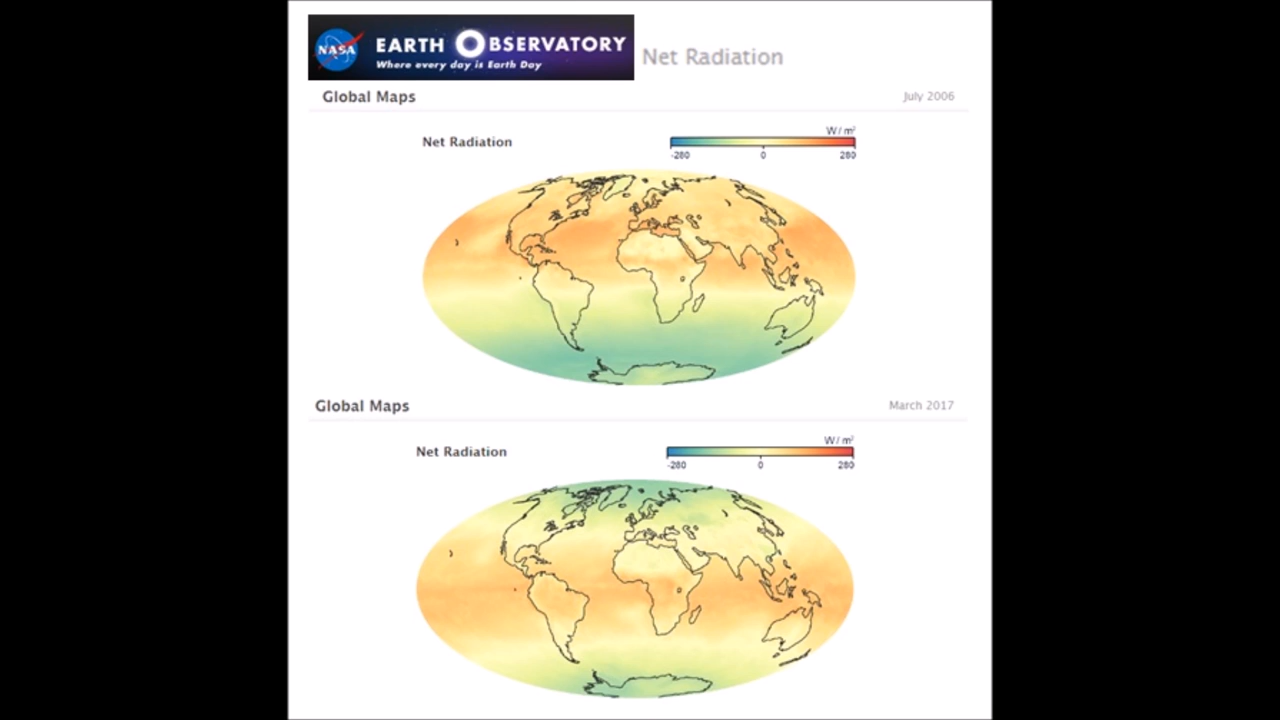 NASA
EARTH OBSERVATORY
Where every day is Earth Day
Net Radiation
Global Maps
July 2006
Net Radiation
W / m²
-280 0 280
Global Maps
March 2017
Net Radiation
W / m²
-280 0 280